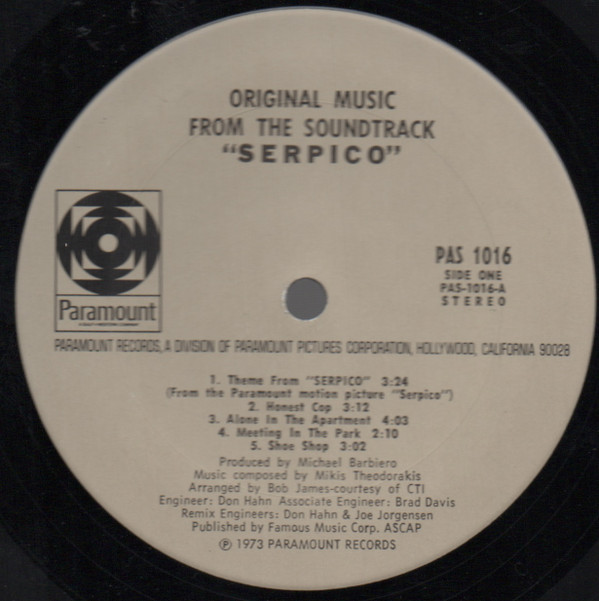 ORIGINAL MUSIC
FROM THE SOUNDTRACK
"SERPICO"
PAS 1016
SIDE ONE
PAS-1016-A
STEREO
Paramount
A GULF+WESTERN COMPANY
PARAMOUNT RECORDS, A DIVISION OF PARAMOUNT PICTURES CORPORATION, HOLLYWOOD, CALIFORNIA 90028
1. Theme From "SERPICO" 3:24
(From the Paramount motion picture "Serpico")
2. Honest Cop 3:12
3. Alone In The Apartment 4:03
4. Meeting In The Park 2:10
5. Shoe Shop 3:02
Produced by Michael Barbiero
Music composed by Mikis Theodorakis
Arranged by Bob James-courtesy of CTI
Engineer: Don Hahn Associate Engineer: Brad Davis
Remix Engineers: Don Hahn & Joe Jorgensen
Published by Famous Music Corp. ASCAP
℗ 1973 PARAMOUNT RECORDS